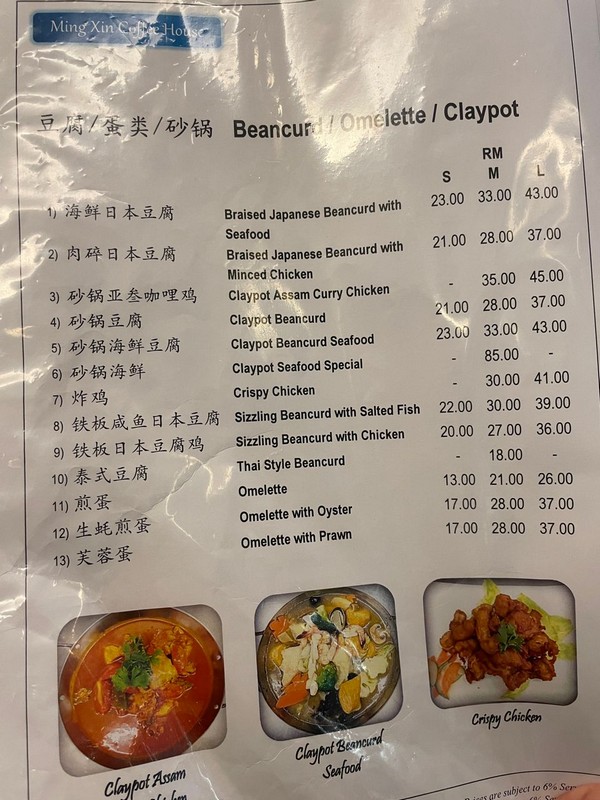 Ming Xin Coffee House
豆腐/蛋类/砂锅 Beancurd / Omelette / Claypot
RM
S M L
1) 海鲜日本豆腐 Braised Japanese Beancurd with 23.00 33.00 43.00
Seafood
2) 肉碎日本豆腐 Braised Japanese Beancurd with 21.00 28.00 37.00
Minced Chicken
3) 砂锅亚叁咖哩鸡 Claypot Assam Curry Chicken - 35.00 45.00
4) 砂锅豆腐 Claypot Beancurd 21.00 28.00 37.00
5) 砂锅海鲜豆腐 Claypot Beancurd Seafood 23.00 33.00 43.00
6) 砂锅海鲜 Claypot Seafood Special - 85.00 -
7) 炸鸡 Crispy Chicken - 30.00 41.00
8) 铁板咸鱼日本豆腐 Sizzling Beancurd with Salted Fish 22.00 30.00 39.00
9) 铁板日本豆腐鸡 Sizzling Beancurd with Chicken 20.00 27.00 36.00
10) 泰式豆腐 Thai Style Beancurd - 18.00 -
11) 煎蛋 Omelette 13.00 21.00 26.00
12) 生蚝煎蛋 Omelette with Oyster 17.00 28.00 37.00
13) 芙蓉蛋 Omelette with Prawn 17.00 28.00 37.00
Claypot Assam
Claypot Beancurd
Seafood
Crispy Chicken
are subject to 6%